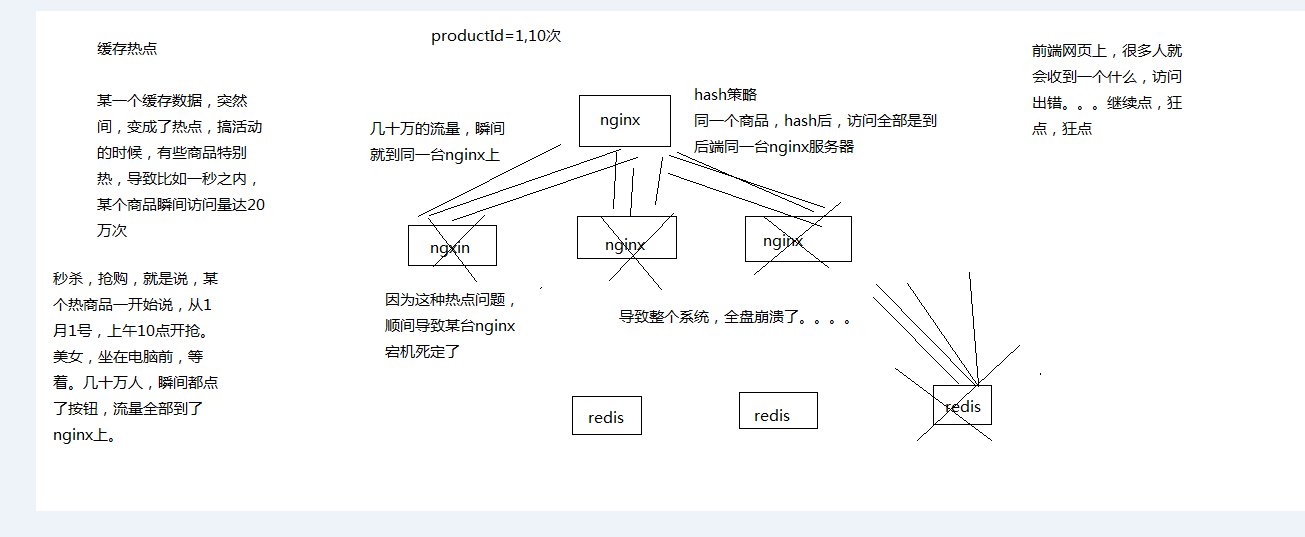 缓存热点
某一个缓存数据，突然
间，变成了热点，搞活动
的时候，有些商品特别
热，导致比如一秒之内，
某个商品瞬间访问量达20
万次
秒杀，抢购，就是说，某
个热商品一开始说，从1
月1号，上午10点开抢。
美女，坐在电脑前，等
着。几十万人，瞬间都点
了按钮，流量全部到了
nginx上。
productId=1,10次
几十万的流量，瞬间
就到同一台nginx上
nginx
hash策略
同一个商品，hash后，访问全部是到
后端同一台nginx服务器
前端网页上，很多人就
会收到一个什么，访问
出错。。。继续点，狂
点，狂点
ngxin
nginx
nginx
因为这种热点问题，
顺间导致某台nginx
宕机死定了
导致整个系统，全盘崩溃了。。。。
redis
redis
redis